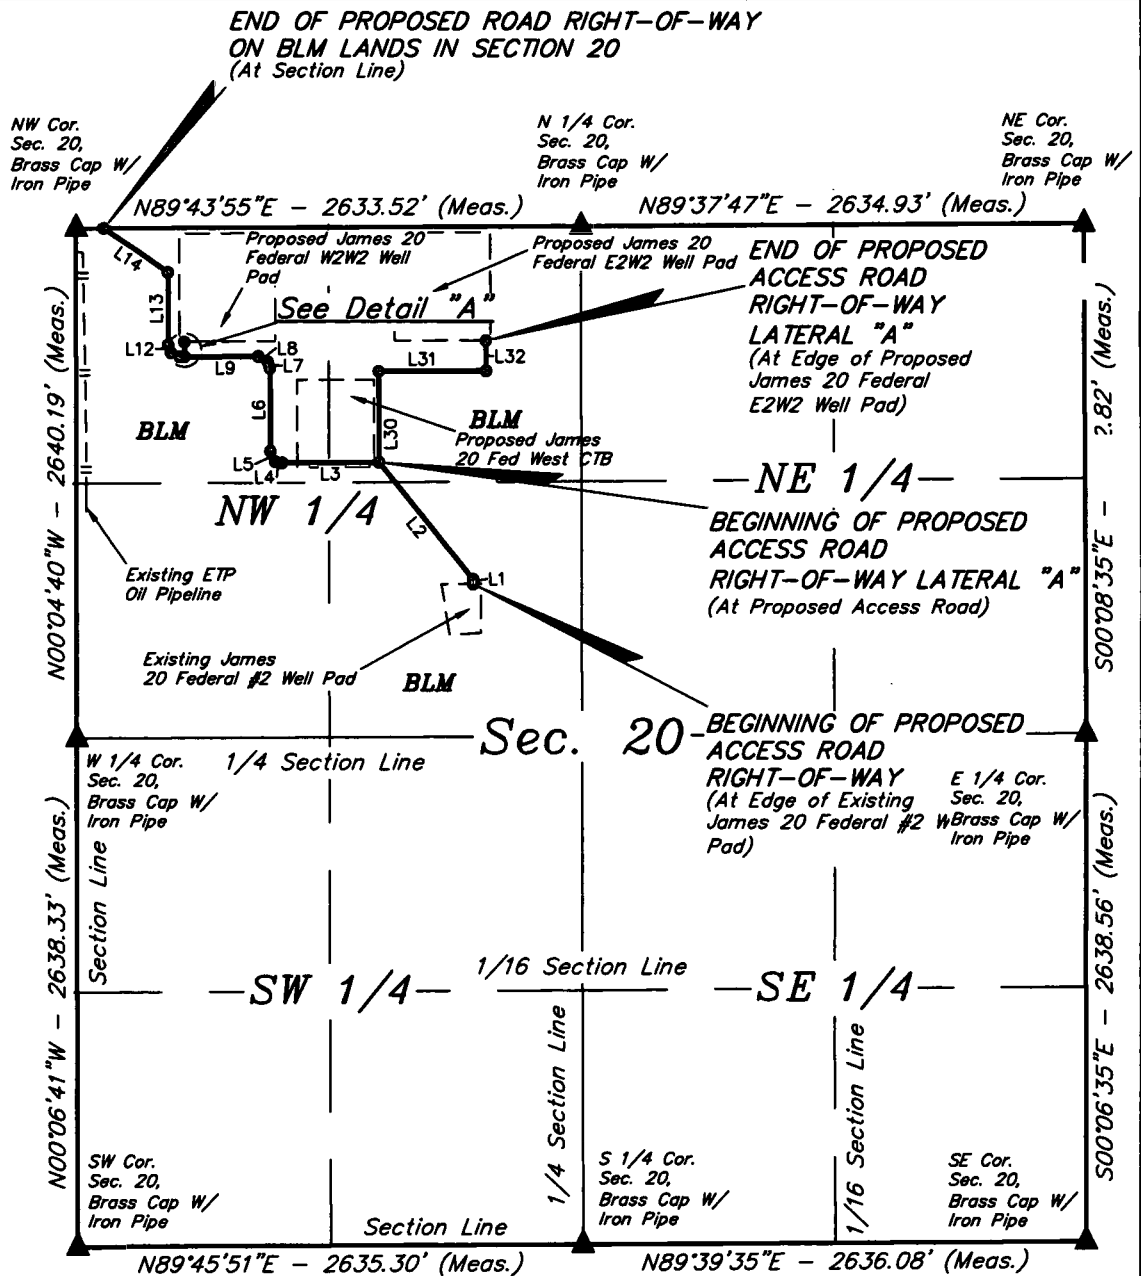 END OF PROPOSED ROAD RIGHT-OF-WAY
ON BLM LANDS IN SECTION 20
(At Section Line)
NW Cor.
Sec. 20,
Brass Cap W/
Iron Pipe
N 1/4 Cor.
Sec. 20,
Brass Cap W/
Iron Pipe
NE Cor.
Sec. 20,
Brass Cap W/
Iron Pipe
N89°43'55"E - 2633.52' (Meas.)
N89°37'47"E - 2634.93' (Meas.)
L14
Proposed James 20
Federal W2W2 Well
Pad
Proposed James 20
Federal E2W2 Well Pad
END OF PROPOSED
ACCESS ROAD
RIGHT-OF-WAY
LATERAL "A"
(At Edge of Proposed
James 20 Federal
E2W2 Well Pad)
See Detail "A"
L13
L12
L9
L8
L7
L31
L32
L6
L30
BLM
BLM
Proposed James
20 Fed West CTB
L5
L4
L3
L2
L1
N00°04'40"W - 2640.19' (Meas.)
2.82' (Meas.)
S00°08'35"E -
NW 1/4
NE 1/4
BEGINNING OF PROPOSED
ACCESS ROAD
RIGHT-OF-WAY LATERAL "A"
(At Proposed Access Road)
Existing ETP
Oil Pipeline
Existing James
20 Federal #2 Well Pad
BLM
Sec. 20
BEGINNING OF PROPOSED
ACCESS ROAD
RIGHT-OF-WAY
(At Edge of Existing
James 20 Federal #2 W
Pad)
W 1/4 Cor.
Sec. 20,
Brass Cap W/
Iron Pipe
1/4 Section Line
E 1/4 Cor.
Sec. 20,
Brass Cap W/
Iron Pipe
Section Line
N00°06'41"W - 2638.33' (Meas.)
S00°06'35"E - 2638.56' (Meas.)
1/16 Section Line
SW 1/4
SE 1/4
1/4 Section Line
1/16 Section Line
SW Cor.
Sec. 20,
Brass Cap W/
Iron Pipe
S 1/4 Cor.
Sec. 20,
Brass Cap W/
Iron Pipe
SE Cor.
Sec. 20,
Brass Cap W/
Iron Pipe
Section Line
N89°45'51"E - 2635.30' (Meas.)
N89°39'35"E - 2636.08' (Meas.)